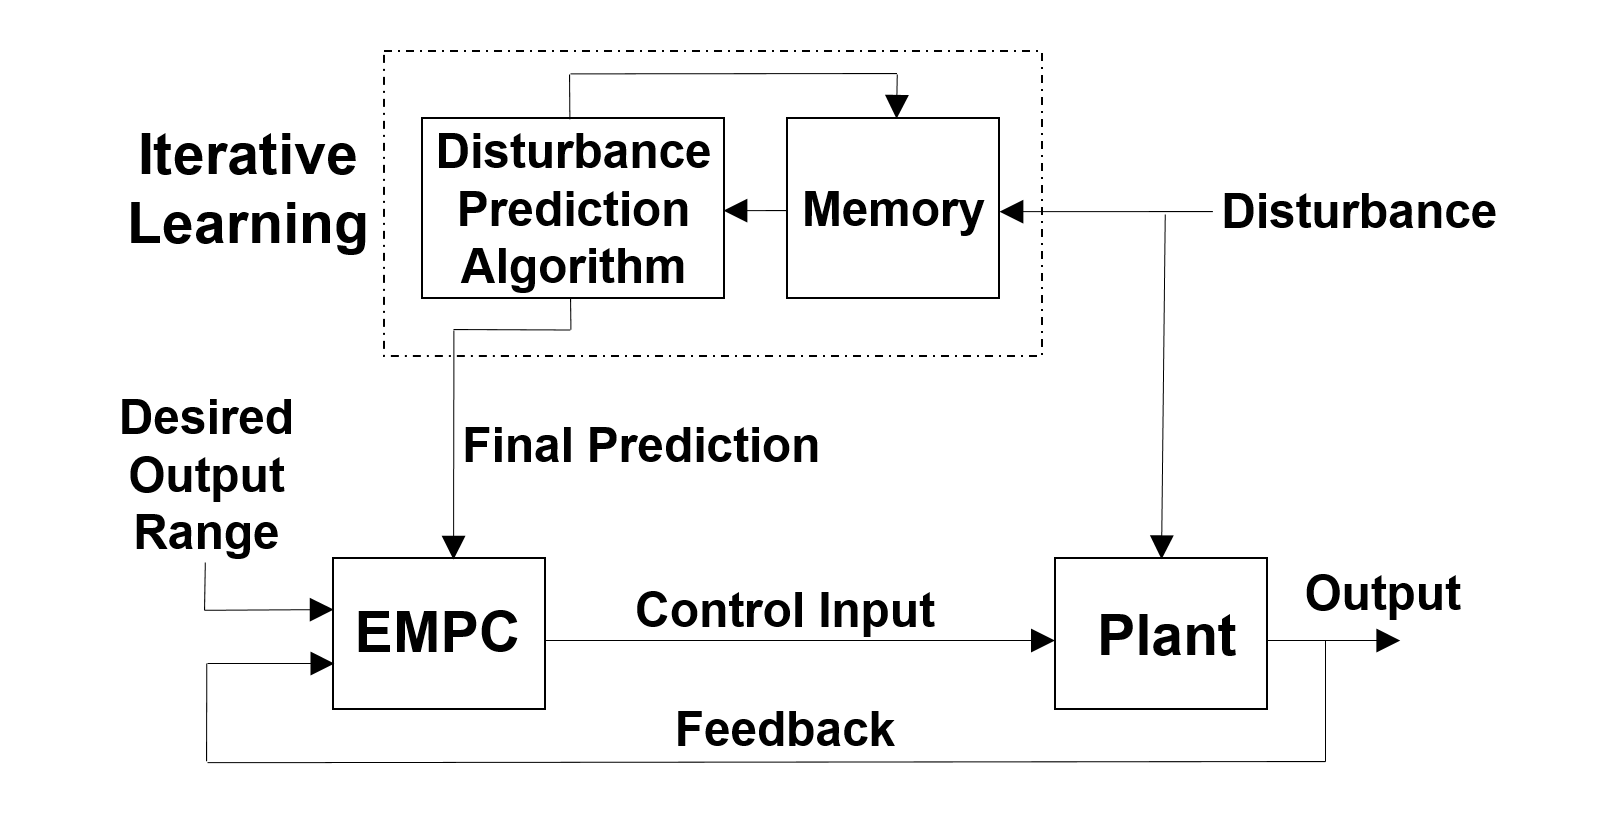 Iterative
Learning
Disturbance
Prediction
Algorithm
Memory
Disturbance
Desired
Output
Range
Final Prediction
EMPC
Control Input
Plant
Output
Feedback